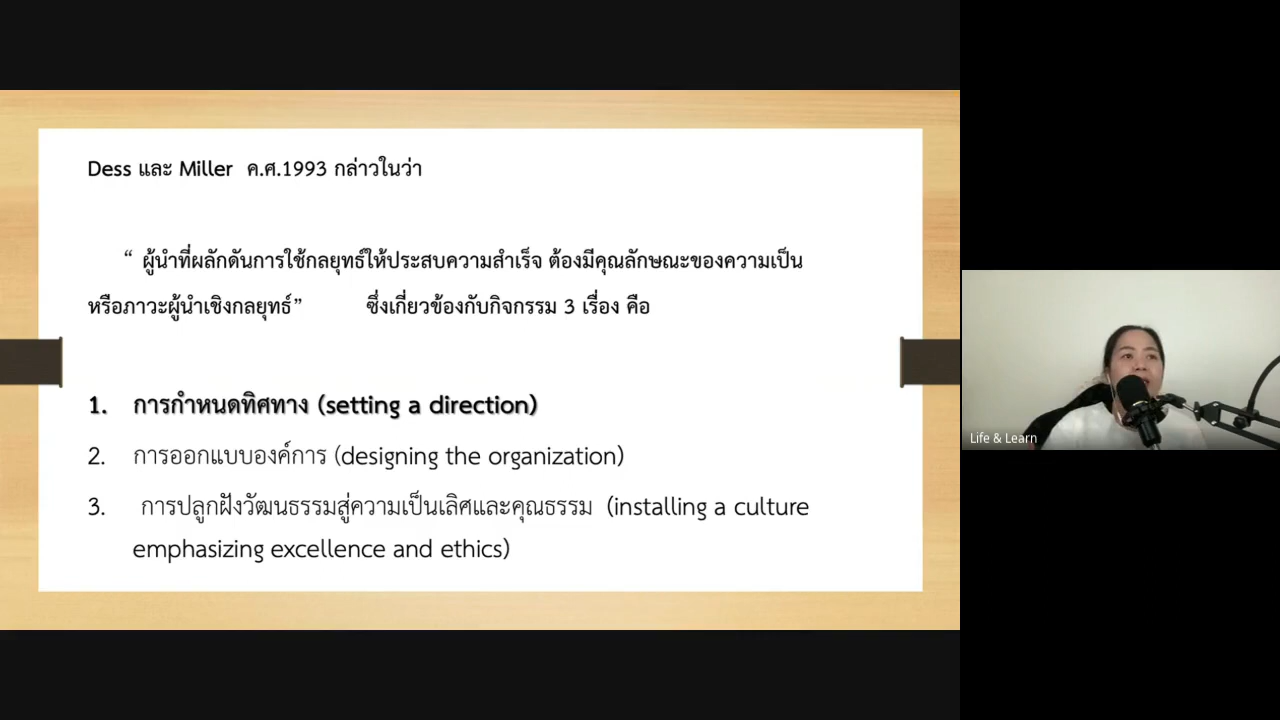 Dess และ Miller ค.ศ.1993 กล่าวในว่า
“ ผู้นำที่ผลักดันการใช้กลยุทธ์ให้ประสบความสำเร็จ ต้องมีคุณลักษณะของความเป็น
หรือภาวะผู้นำเชิงกลยุทธ์” ซึ่งเกี่ยวข้องกับกิจกรรม 3 เรื่อง คือ
1. การกำหนดทิศทาง (setting a direction)
2. การออกแบบองค์การ (designing the organization)
3. การปลูกฝังวัฒนธรรมสู่ความเป็นเลิศและคุณธรรม (installing a culture
emphasizing excellence and ethics)
Life & Learn